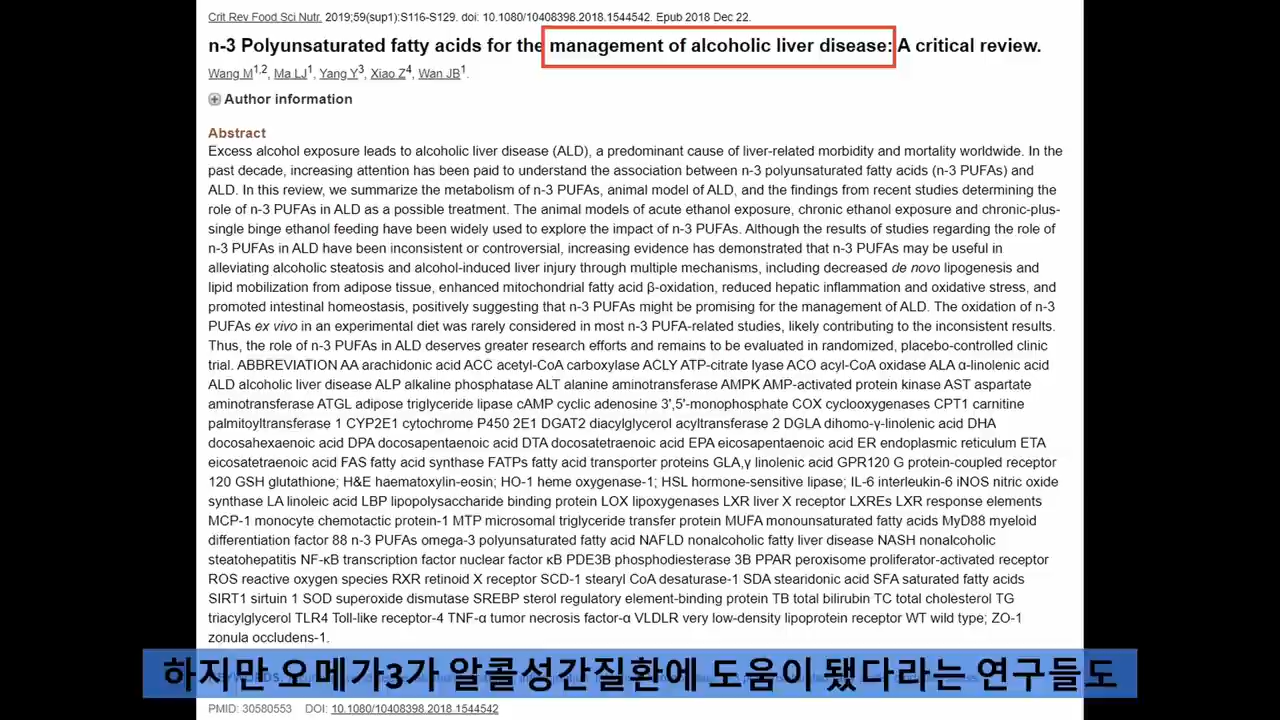 Crit Rev Food Sci Nutr. 2019;59(sup1):S116-S129. doi: 10.1080/10408398.2018.1544542. Epub 2018 Dec 22.
n-3 Polyunsaturated fatty acids for the management of alcoholic liver disease: A critical review.
Wang M1,2, Ma LJ1, Yang Y3, Xiao Z4, Wan JB1.
Author information
Abstract
Excess alcohol exposure leads to alcoholic liver disease (ALD), a predominant cause of liver-related morbidity and mortality worldwide. In the
past decade, increasing attention has been paid to understand the association between n-3 polyunsaturated fatty acids (n-3 PUFAs) and
ALD. In this review, we summarize the metabolism of n-3 PUFAs, animal model of ALD, and the findings from recent studies determining the
role of n-3 PUFAs in ALD as a possible treatment. The animal models of acute ethanol exposure, chronic ethanol exposure and chronic-plus-
single binge ethanol feeding have been widely used to explore the impact of n-3 PUFAs. Although the results of studies regarding the role of
n-3 PUFAs in ALD have been inconsistent or controversial, increasing evidence has demonstrated that n-3 PUFAs may be useful in
alleviating alcoholic steatosis and alcohol-induced liver injury through multiple mechanisms, including decreased de novo lipogenesis and
lipid mobilization from adipose tissue, enhanced mitochondrial fatty acid β-oxidation, reduced hepatic inflammation and oxidative stress, and
promoted intestinal homeostasis, positively suggesting that n-3 PUFAs might be promising for the management of ALD. The oxidation of n-3
PUFAs ex vivo in an experimental diet was rarely considered in most n-3 PUFA-related studies, likely contributing to the inconsistent results.
Thus, the role of n-3 PUFAs in ALD deserves greater research efforts and remains to be evaluated in randomized, placebo-controlled clinic
trial. ABBREVIATION AA arachidonic acid ACC acetyl-CoA carboxylase ACLY ATP-citrate lyase ACO acyl-CoA oxidase ALA α-linolenic acid
ALD alcoholic liver disease ALP alkaline phosphatase ALT alanine aminotransferase AMPK AMP-activated protein kinase AST aspartate
aminotransferase ATGL adipose triglyceride lipase cAMP cyclic adenosine 3',5'-monophosphate COX cyclooxygenases CPT1 carnitine
palmitoyltransferase 1 CYP2E1 cytochrome P450 2E1 DGAT2 diacylglycerol acyltransferase 2 DGLA dihomo-γ-linolenic acid DHA
docosahexaenoic acid DPA docosapentaenoic acid DTA docosatetraenoic acid EPA eicosapentaenoic acid ER endoplasmic reticulum ETA
eicosatetraenoic acid FAS fatty acid synthase FATPs fatty acid transporter proteins GLA,γ linolenic acid GPR120 G protein-coupled receptor
120 GSH glutathione; H&E haematoxylin-eosin; HO-1 heme oxygenase-1; HSL hormone-sensitive lipase; IL-6 interleukin-6 iNOS nitric oxide
synthase LA linoleic acid LBP lipopolysaccharide binding protein LOX lipoxygenases LXR liver X receptor LXREs LXR response elements
MCP-1 monocyte chemotactic protein-1 MTP microsomal triglyceride transfer protein MUFA monounsaturated fatty acids MyD88 myeloid
differentiation factor 88 n-3 PUFAs omega-3 polyunsaturated fatty acid NAFLD nonalcoholic fatty liver disease NASH nonalcoholic
steatohepatitis NF-κB transcription factor nuclear factor κB PDE3B phosphodiesterase 3B PPAR peroxisome proliferator-activated receptor
ROS reactive oxygen species RXR retinoid X receptor SCD-1 stearyl CoA desaturase-1 SDA stearidonic acid SFA saturated fatty acids
SIRT1 sirtuin 1 SOD superoxide dismutase SREBP sterol regulatory element-binding protein TB total bilirubin TC total cholesterol TG
triacylglycerol TLR4 Toll-like receptor-4 TNF-α tumor necrosis factor-α VLDLR very low-density lipoprotein receptor WT wild type; ZO-1
zonula occludens-1.
하지만 오메가3가 알콜성간질환에 도움이 됐다라는 연구들도
PMID: 30580553 DOI: 10.1080/10408398.2018.1544542